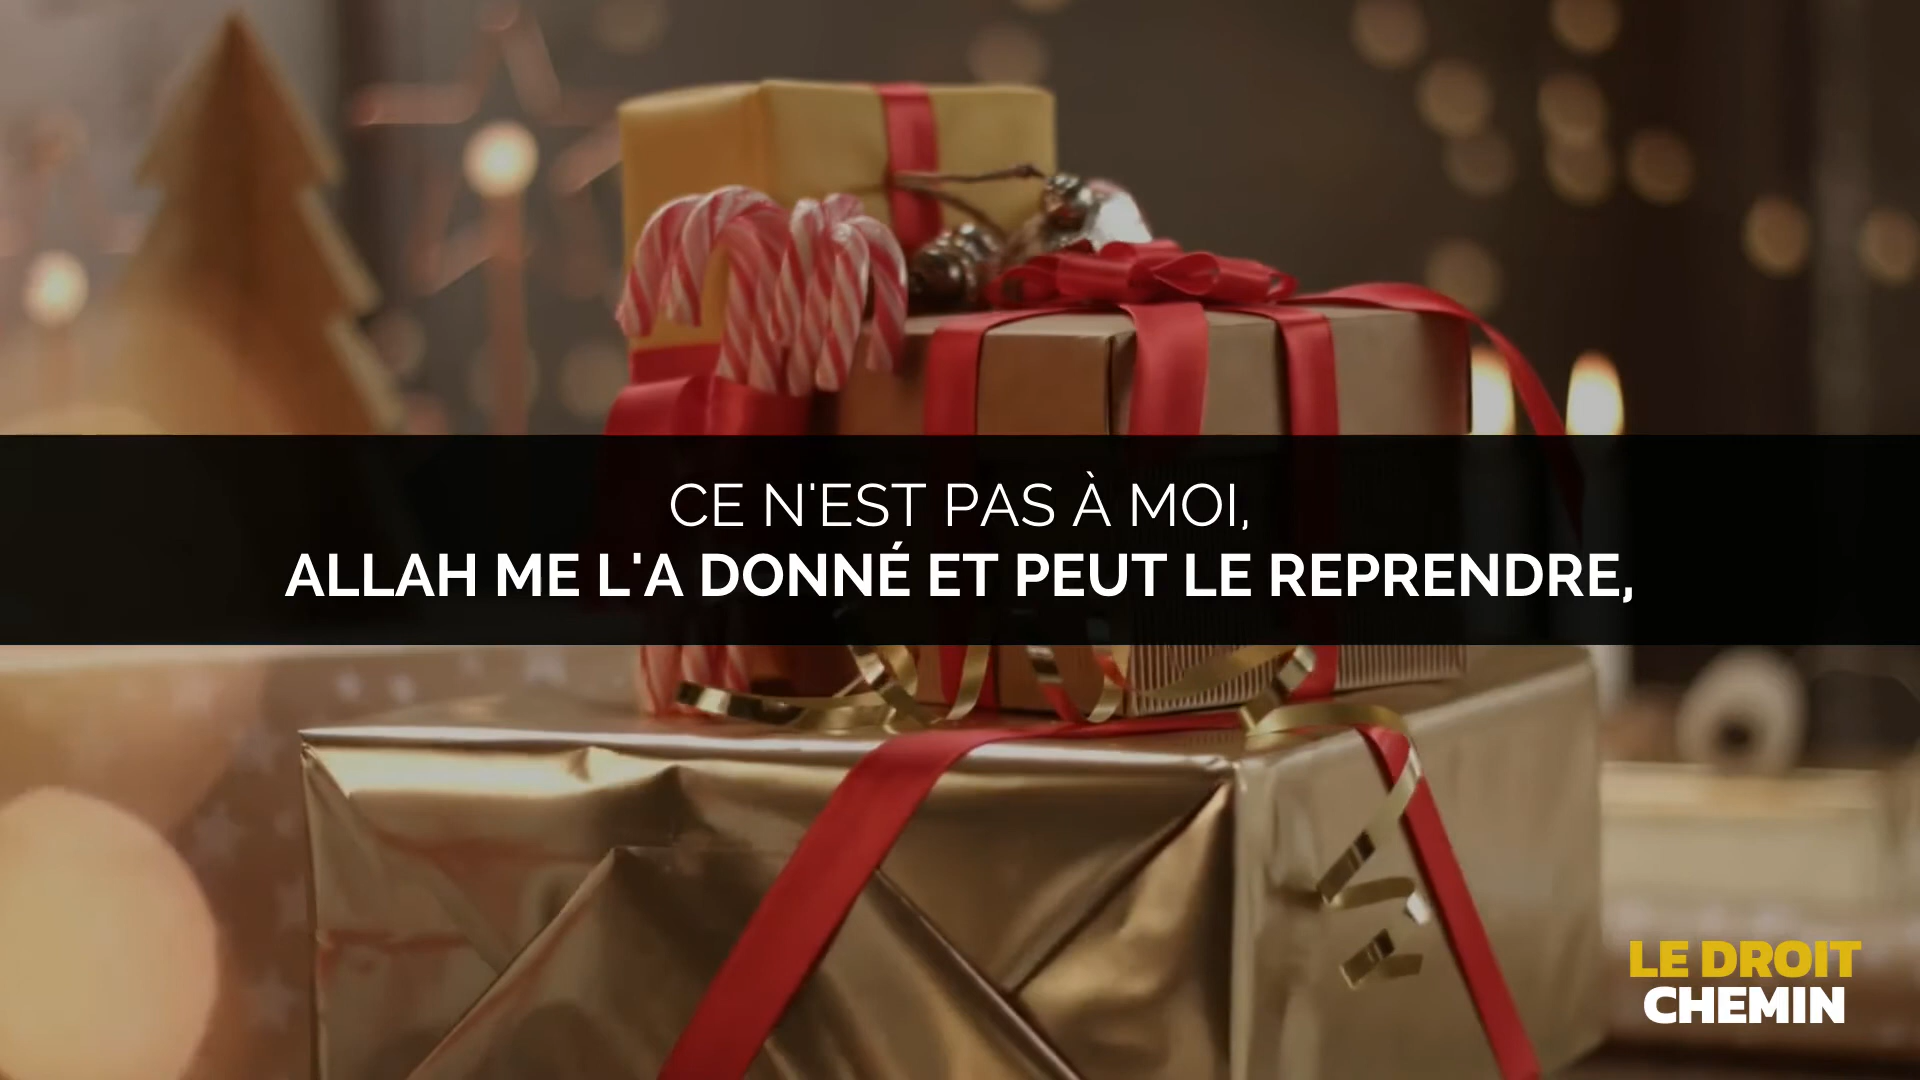 CE N'EST PAS À MOI,
ALLAH ME L'A DONNÉ ET PEUT LE REPRENDRE,
LE DROIT
CHEMIN